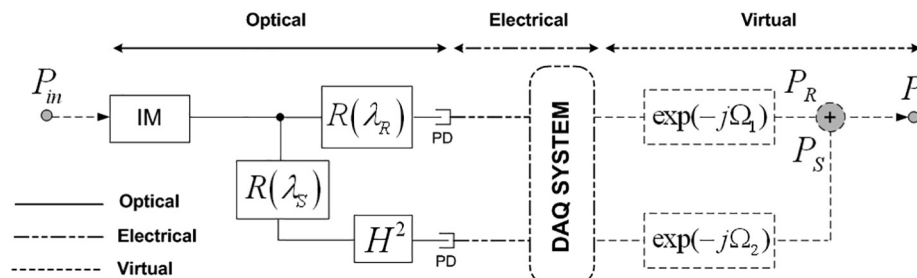 Optical Electrical Virtual
P_in IM R(λ_R) PD DAQ SYSTEM exp(-jΩ_1) P_R + P
P_S
R(λ_S)
H^2 PD exp(-jΩ_2)
Optical
Electrical
Virtual